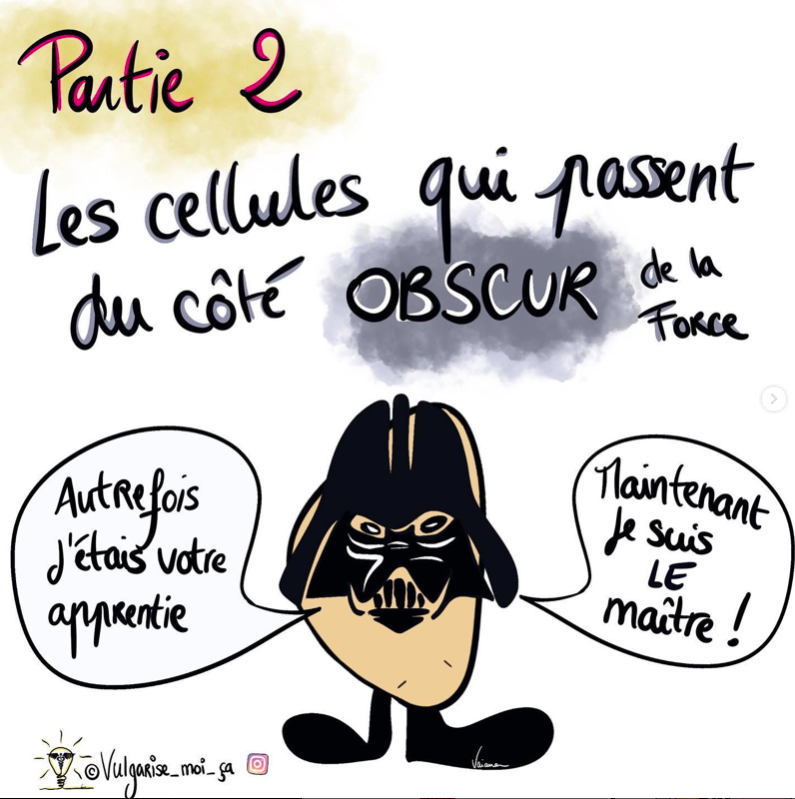 Partie 2
Les cellules qui passent
du côté OBSCUR de la
Force
Autrefois
j'étais votre
apprentie
Maintenant
je suis
LE
maître !
©Vulgarise_moi_ça